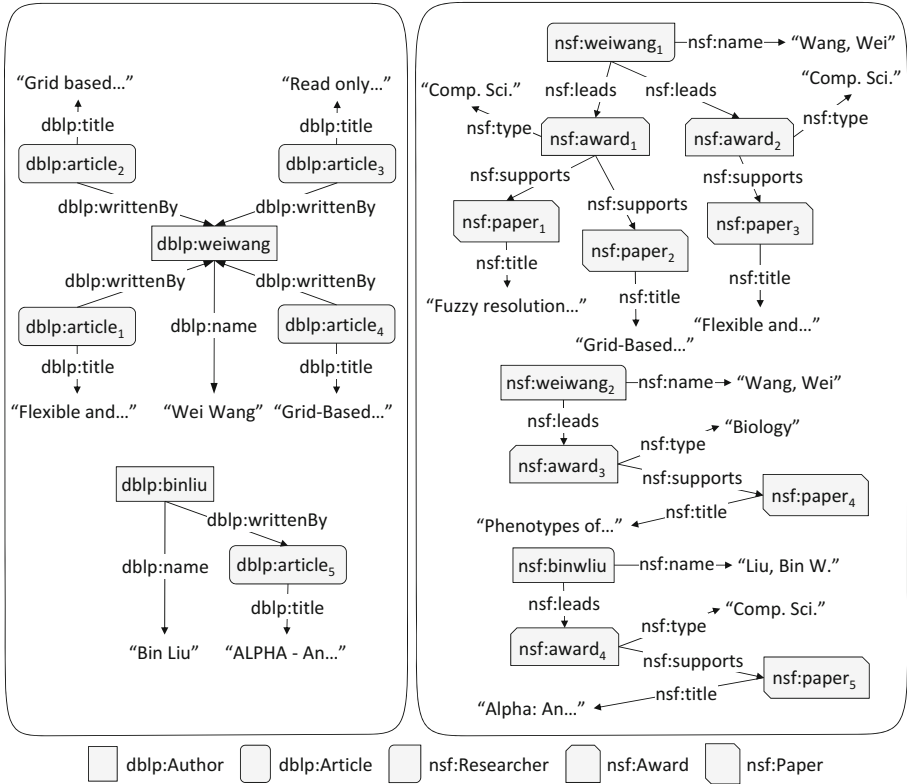 “Grid based...”
“Read only...”
dblp:title
dblp:title
dblp:article2
dblp:article3
dblp:writtenBy
dblp:writtenBy
dblp:weiwang
dblp:writtenBy
dblp:writtenBy
dblp:article1
dblp:name
dblp:article4
dblp:title
dblp:title
“Flexible and...”
“Wei Wang”
“Grid-Based...”
dblp:binliu
dblp:writtenBy
dblp:name
dblp:article5
dblp:title
“Bin Liu”
“ALPHA - An...”
nsf:weiwang1
nsf:name
“Wang, Wei”
“Comp. Sci.”
nsf:leads
nsf:leads
“Comp. Sci.”
nsf:type
nsf:type
nsf:award1
nsf:award2
nsf:supports
nsf:supports
nsf:supports
nsf:paper1
nsf:paper2
nsf:paper3
nsf:title
nsf:title
nsf:title
“Fuzzy resolution...”
“Flexible and...”
“Grid-Based...”
nsf:weiwang2
nsf:name
“Wang, Wei”
nsf:leads
nsf:type
“Biology”
nsf:award3
nsf:supports
nsf:paper4
nsf:title
“Phenotypes of...”
nsf:binwliu
nsf:name
“Liu, Bin W.”
nsf:leads
nsf:type
“Comp. Sci.”
nsf:award4
nsf:supports
nsf:paper5
nsf:title
“Alpha: An...”
dblp:Author
dblp:Article
nsf:Researcher
nsf:Award
nsf:Paper